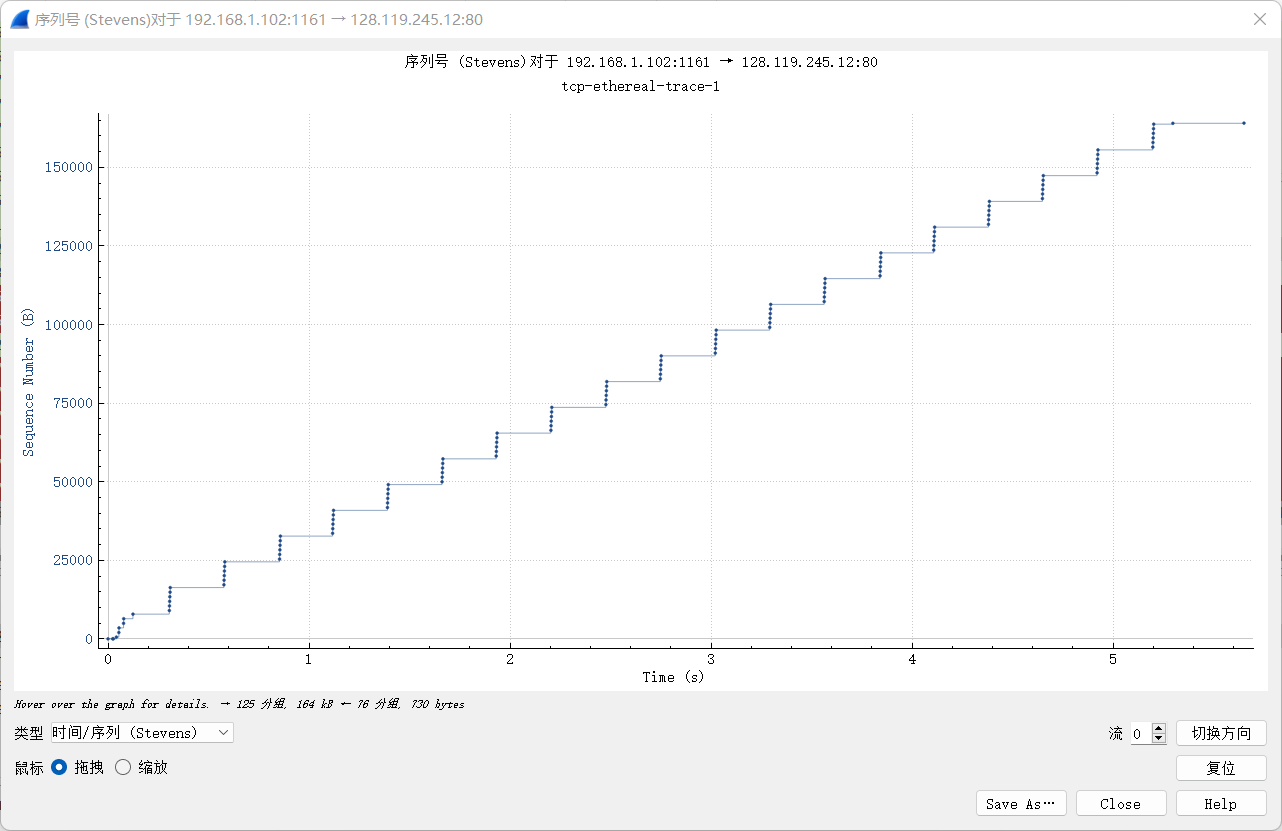 序列号 (Stevens)对于 192.168.1.102:1161 → 128.119.245.12:80
序列号 (Stevens)对于 192.168.1.102:1161 → 128.119.245.12:80
tcp-ethereal-trace-1
150000
125000
100000
75000
50000
25000
0
Sequence Number (B)
0 1 2 3 4 5
Time (s)
Hover over the graph for details. → 125 分组, 164 kB ← 76 分组, 730 bytes
类型 时间/序列 (Stevens) 流 0 切换方向
鼠标 拖拽 缩放 复位
Save As… Close Help